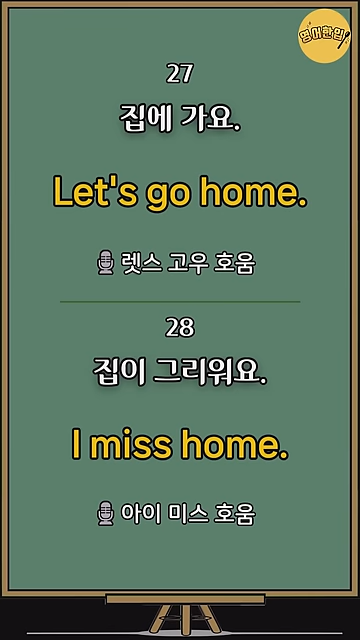 영어한입
27
집에 가요.
Let's go home.
렛스 고우 호움
28
집이 그리워요.
I miss home.
아이 미스 호움